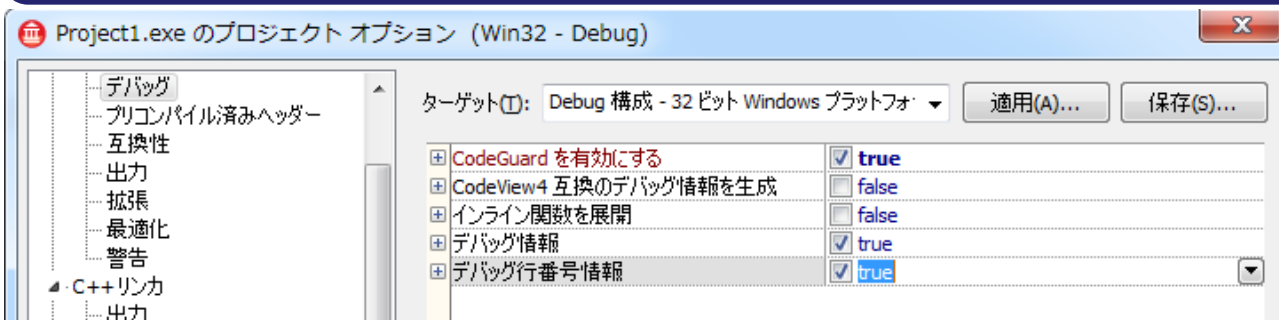 Project1.exe のプロジェクト オプション (Win32 - Debug)
デバッグ
プリコンパイル済みヘッダー
互換性
出力
拡張
最適化
警告
C++リンカ
出力
ターゲット(T): Debug 構成 - 32 ビット Windows プラットフォ
適用(A)...
保存(S)...
CodeGuard を有効にする true
CodeView4 互換のデバッグ情報を生成 false
インライン関数を展開 false
デバッグ情報 true
デバッグ行番号情報 true